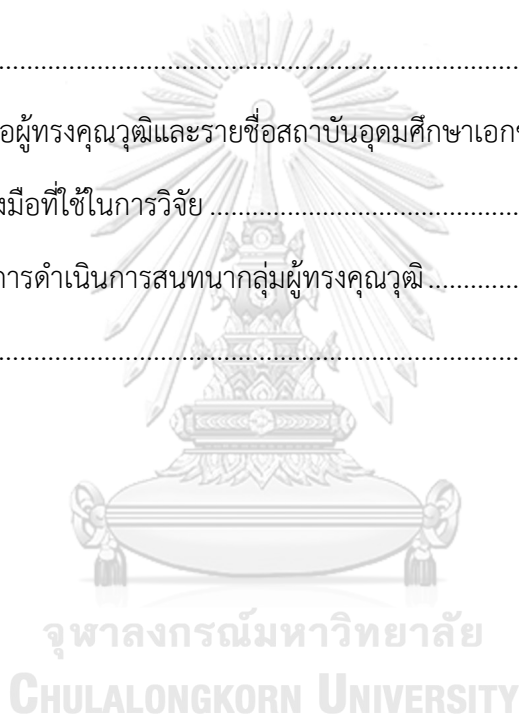 ....................................................................................................
อผู้ทรงคุณวุฒิและรายชื่อสถาบันอุดมศึกษาเอกช
งมือที่ใช้ในการวิจัย ............................................................
การดำเนินการสนทนากลุ่มผู้ทรงคุณวุฒิ .................
....................................................................................................
จุฬาลงกรณ์มหาวิทยาลัย
CHULALONGKORN UNIVERSITY